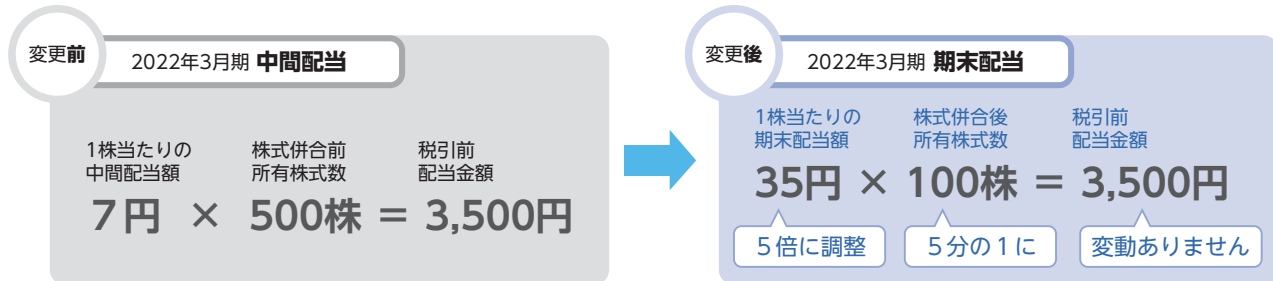 変更前
2022年3月期 中間配当
1株当たりの
中間配当額
株式併合前
所有株式数
税引前
配当金額
7円 × 500株 = 3,500円
変更後
2022年3月期 期末配当
1株当たりの
期末配当額
株式併合後
所有株式数
税引前
配当金額
35円 × 100株 = 3,500円
5倍に調整
5分の1に
変動ありません